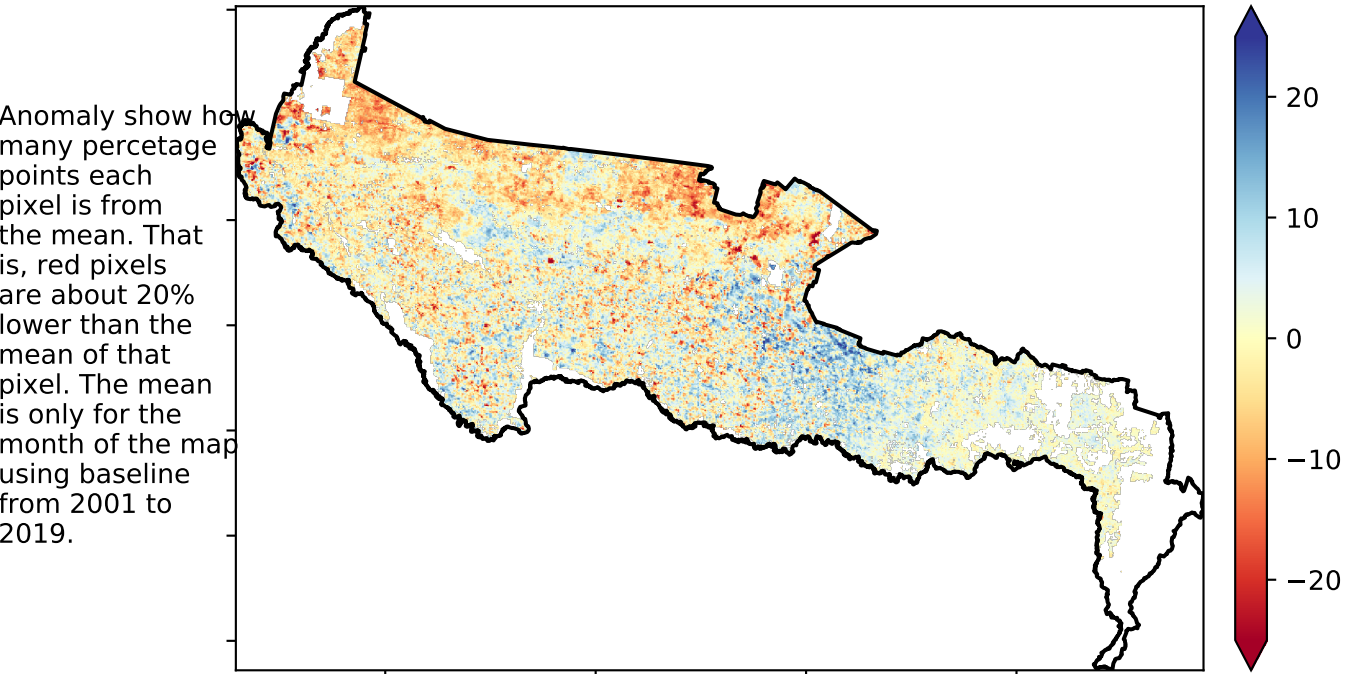 Anomaly show how
many percetage
points each
pixel is from
the mean. That
is, red pixels
are about 20%
lower than the
mean of that
pixel. The mean
is only for the
month of the map
using baseline
from 2001 to
2019.
20
10
0
−10
−20